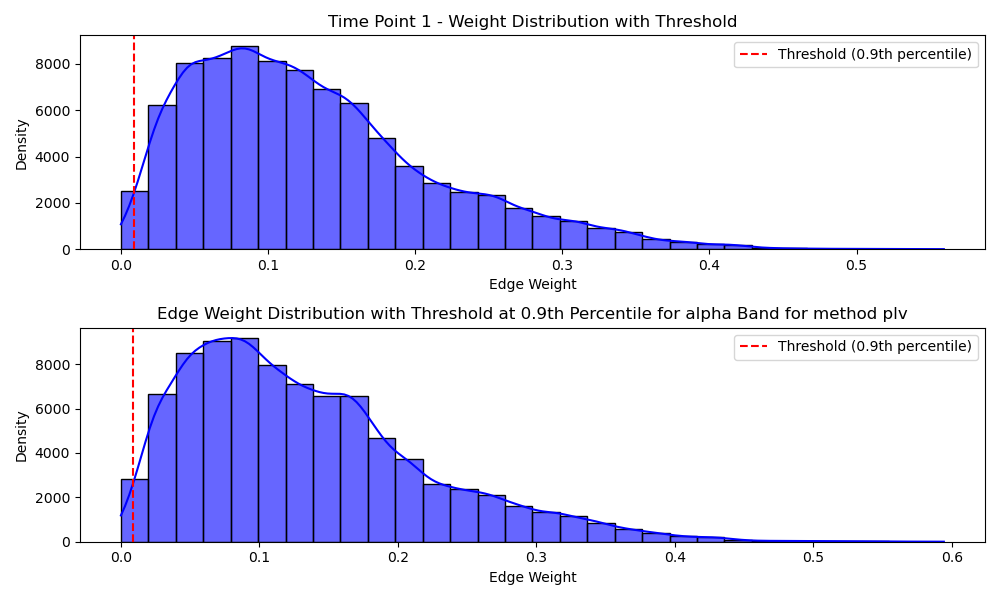 Time Point 1 - Weight Distribution with Threshold
Threshold (0.9th percentile)
Density
8000
6000
4000
2000
0
0.0 0.1 0.2 0.3 0.4 0.5
Edge Weight
Edge Weight Distribution with Threshold at 0.9th Percentile for alpha Band for method plv
Threshold (0.9th percentile)
Density
8000
6000
4000
2000
0
0.0 0.1 0.2 0.3 0.4 0.5 0.6
Edge Weight